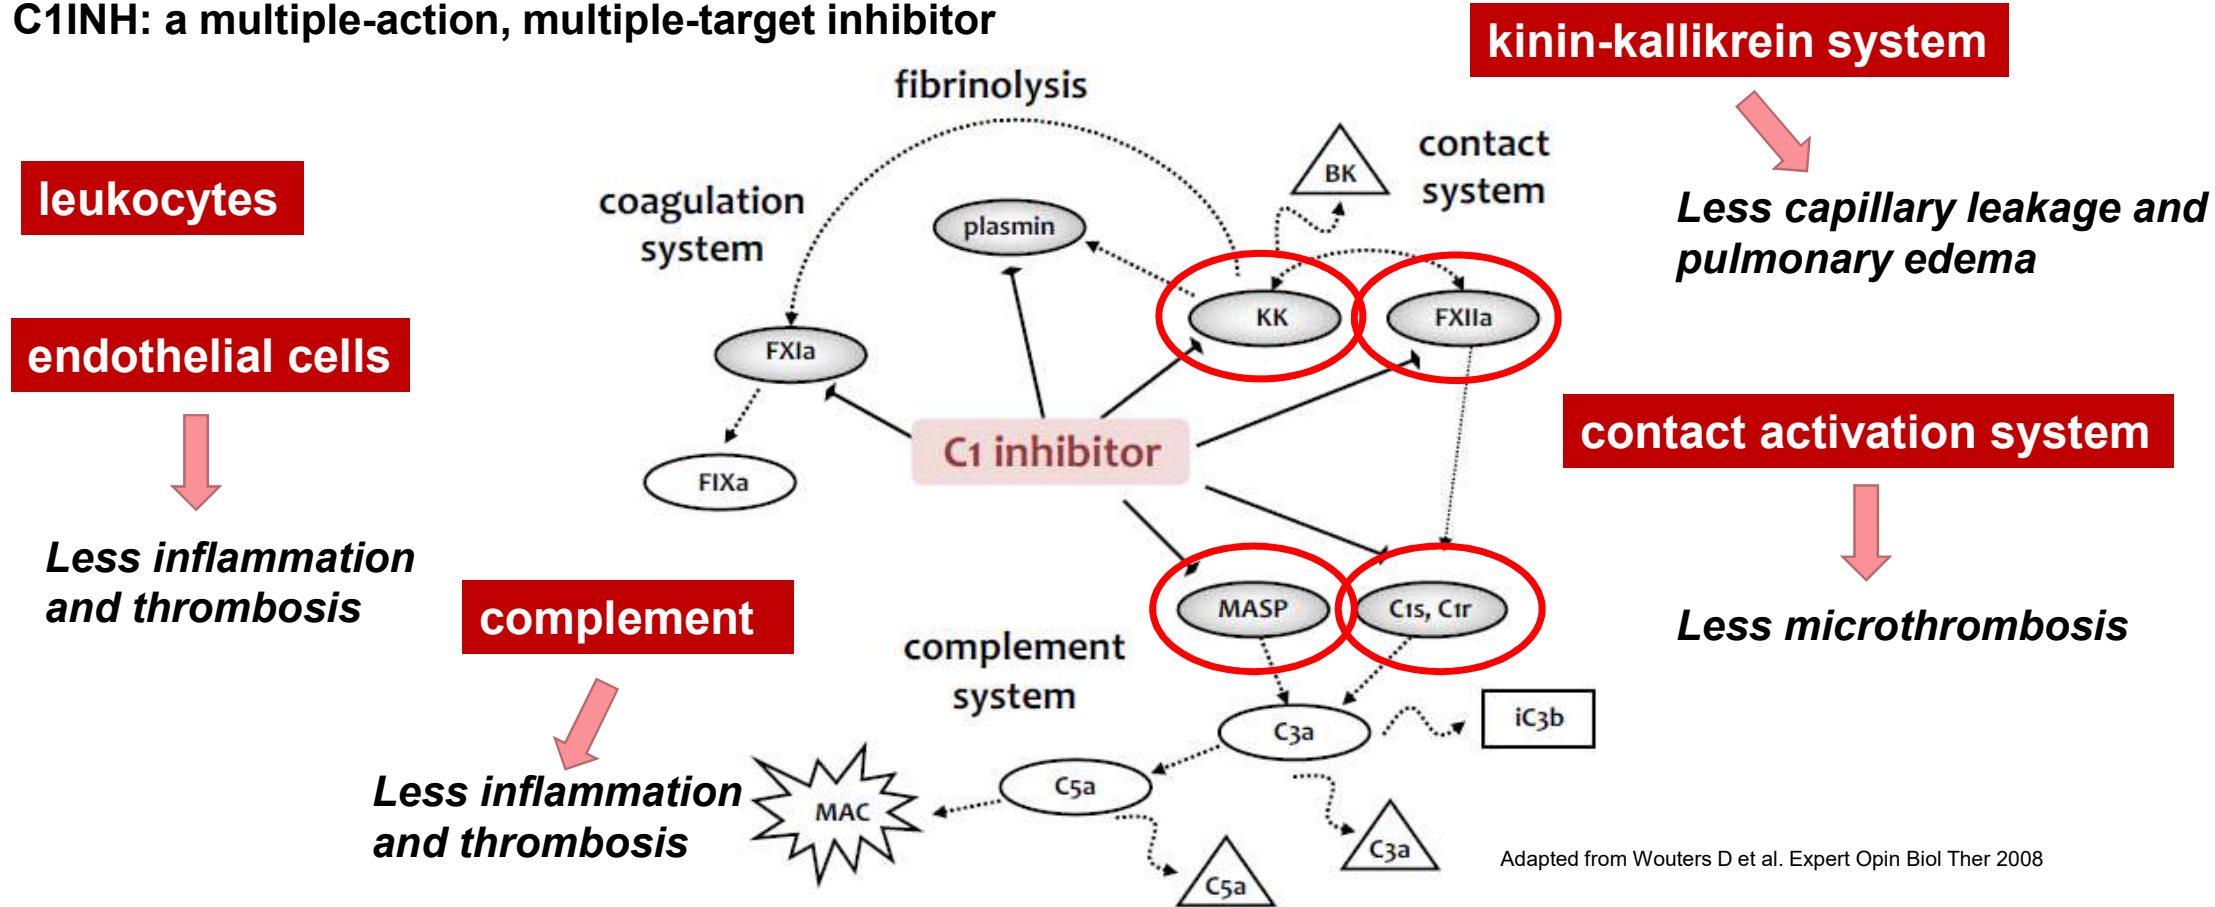 C1INH: a multiple-action, multiple-target inhibitor
kinin-kallikrein system
fibrinolysis
contact
system
BK
leukocytes
coagulation
system
plasmin
Less capillary leakage and
pulmonary edema
KK
FXIIa
endothelial cells
FXIa
contact activation system
C1 inhibitor
FIXa
Less inflammation
and thrombosis
complement
MASP
C1s, C1r
Less microthrombosis
complement
system
iC3b
C3a
Less inflammation
and thrombosis
MAC
C5a
C3a
C5a
Adapted from Wouters D et al. Expert Opin Biol Ther 2008